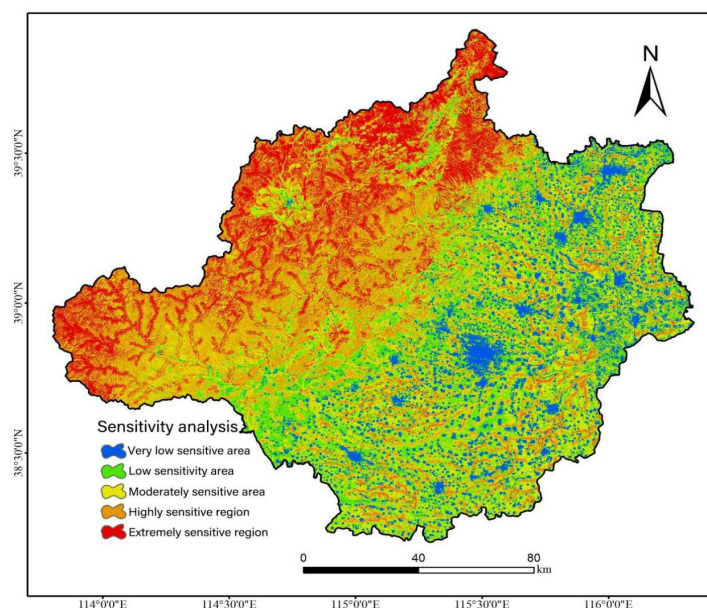 N
39°30'0"N
39°0'0"N
38°30'0"N
Sensitivity analysis
Very low sensitive area
Low sensitivity area
Moderately sensitive area
Highly sensitive region
Extremely sensitive region
0 40 80
km
114°0'0"E 114°30'0"E 115°0'0"E 115°30'0"E 116°0'0"E